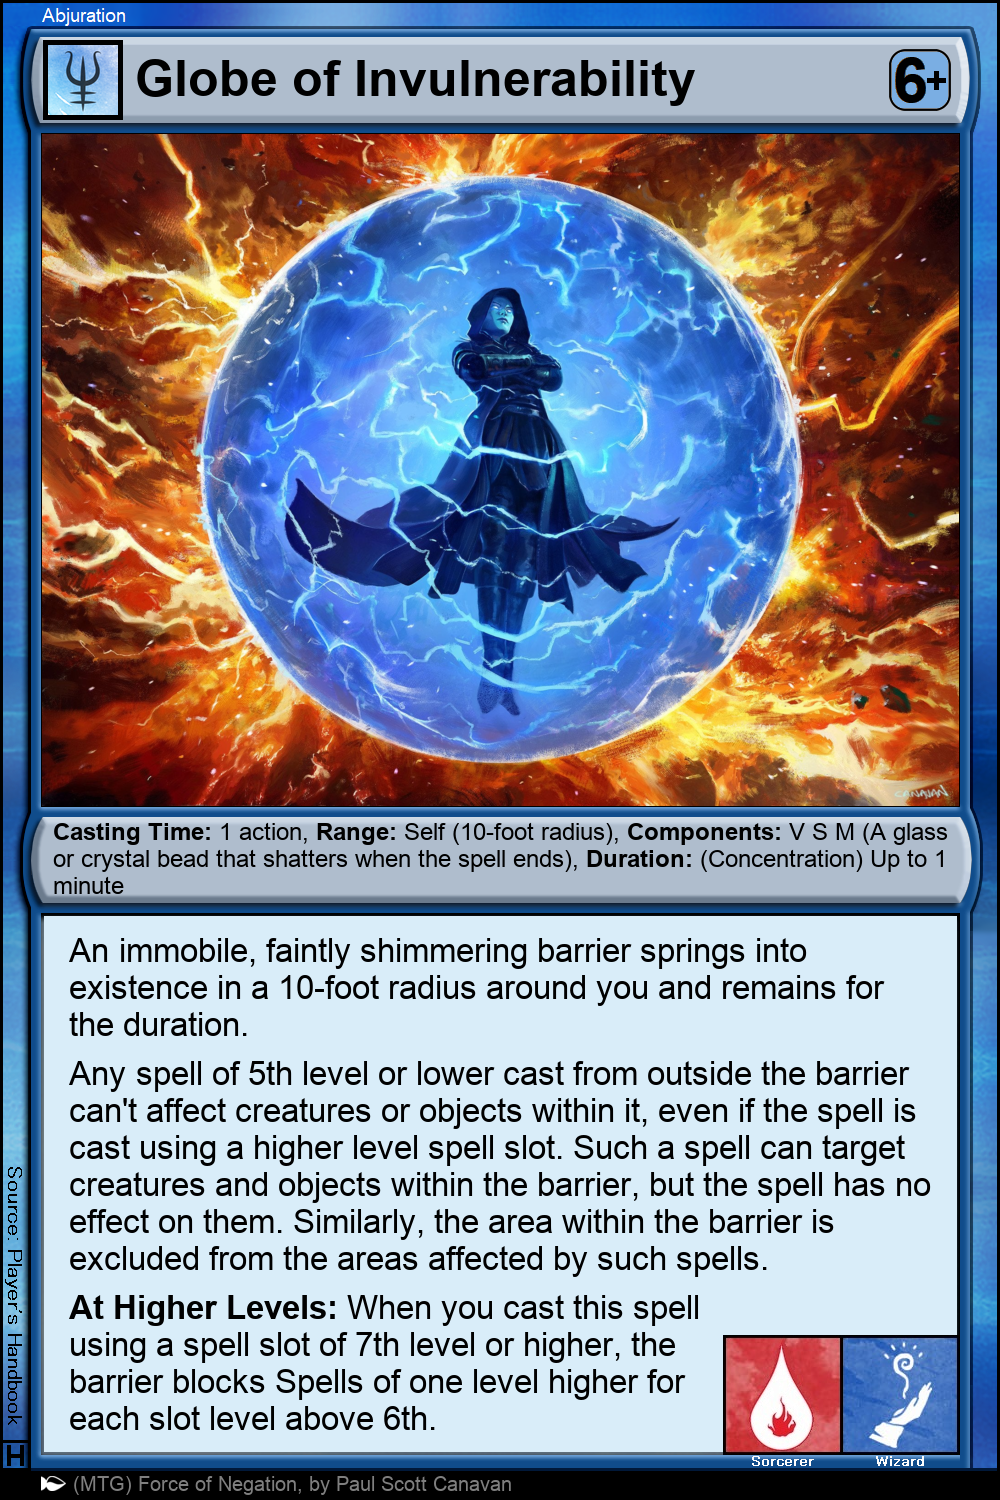 Abjuration
Globe of Invulnerability
6+
CANAVAN
Casting Time: 1 action, Range: Self (10-foot radius), Components: V S M (A glass
or crystal bead that shatters when the spell ends), Duration: (Concentration) Up to 1
minute
An immobile, faintly shimmering barrier springs into
existence in a 10-foot radius around you and remains for
the duration.
Any spell of 5th level or lower cast from outside the barrier
can't affect creatures or objects within it, even if the spell is
cast using a higher level spell slot. Such a spell can target
creatures and objects within the barrier, but the spell has no
effect on them. Similarly, the area within the barrier is
excluded from the areas affected by such spells.
At Higher Levels: When you cast this spell
using a spell slot of 7th level or higher, the
barrier blocks Spells of one level higher for
each slot level above 6th.
Sorcerer
Wizard
Source: Player's Handbook
H
(MTG) Force of Negation, by Paul Scott Canavan